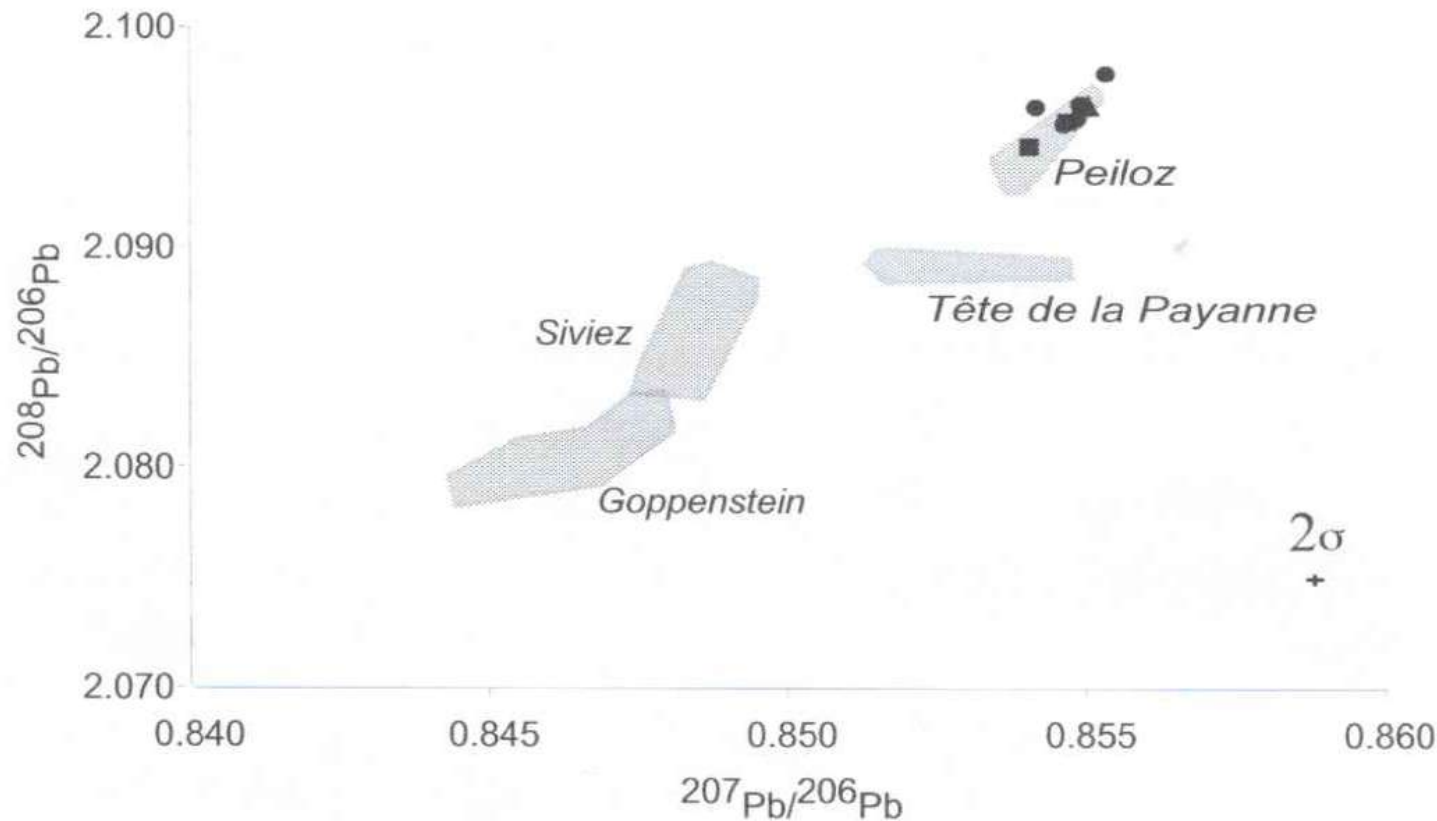 2.100
2.090
2.080
2.070
208Pb/206Pb
Peiloz
Tête de la Payanne
Siviez
Goppenstein
2σ
0.840
0.845
0.850
0.855
0.860
207Pb/206Pb